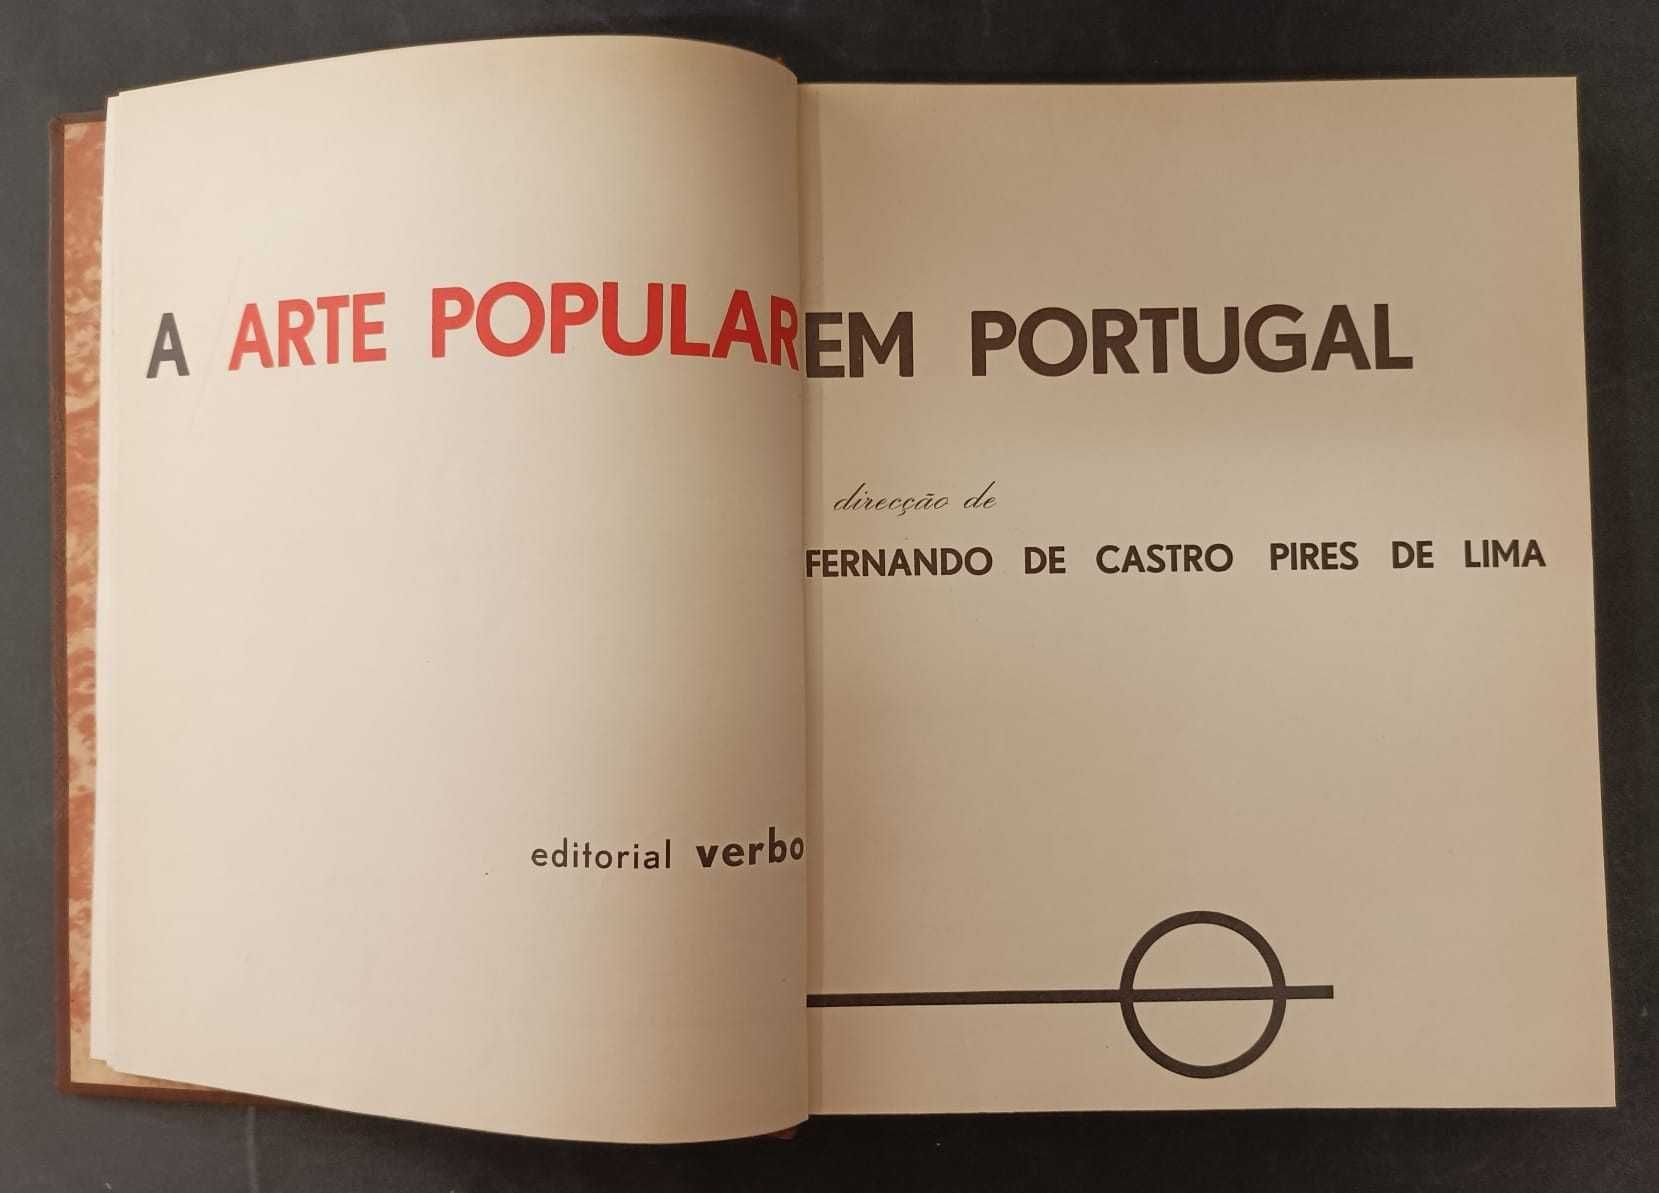 A ARTE POPULAR EM PORTUGAL
direcção de
FERNANDO DE CASTRO PIRES DE LIMA
editorial verbo